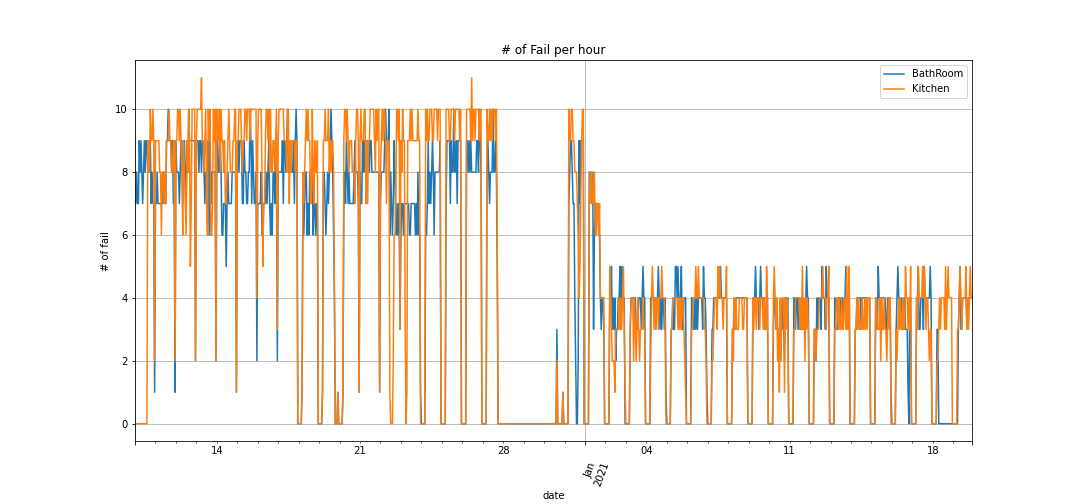 # of Fail per hour
BathRoom
Kitchen
10
8
6
4
2
0
# of fail
14
21
28
Jan
2021
04
11
18
date